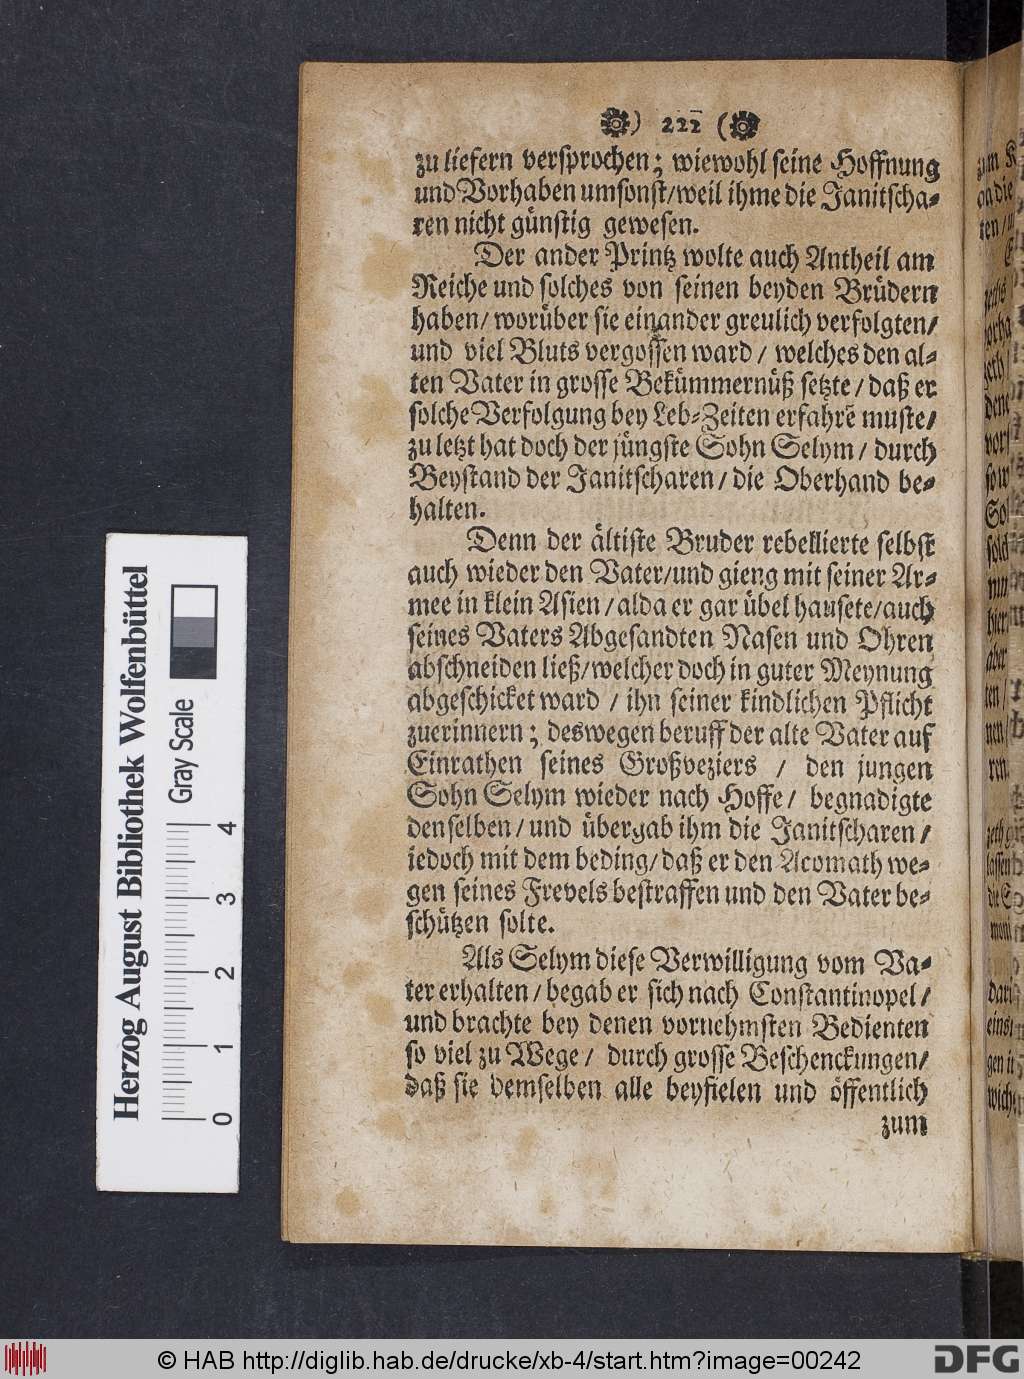 ) 222 (
zu liefern versprochen; wiewohl seine Hoffnung
und Vorhaben umsonst/weil ihme die Janitscha-
ren nicht günstig gewesen.
Der ander Printz wolte auch Antheil am
Reiche und solches von seinen beyden Brüdern
haben/ worüber sie einander greulich verfolgten/
und viel Bluts vergossen ward / welches den al-
ten Vater in grosse Bekümmernüß setzte / daß er
solche Verfolgung bey Leb-Zeiten erfahrē muste/
zu letzt hat doch der jüngste Sohn Selym / durch
Beystand der Janitscharen / die Oberhand be-
halten.
Denn der ältiste Bruder rebellierte selbst
auch wieder den Vater/und gieng mit seiner Ar-
mee in klein Asien / alda er gar übel hausete/auch
seines Vaters Abgesandten Nasen und Ohren
abschneiden ließ/welcher doch in guter Meynung
abgeschicket ward / ihn seiner kindlichen Pflicht
zuerinnern; deswegen beruff der alte Vater auf
Einrathen seines Großveziers / den jungen
Sohn Selym wieder nach Hoffe/ begnadigte
denselben/ und übergab ihm die Janitscharen /
iedoch mit dem beding/ daß er den Acomath we-
gen seines Frevels bestraffen und den Vater be-
schützen solte.
Als Selym diese Verwilligung vom Va-
ter erhalten / begab er sich nach Constantinopel /
und brachte bey denen vornehmsten Bedienten
so viel zu Wege / durch grosse Beschenckungen/
daß sie demselben alle beyfielen und öffentlich
zum
Herzog August Bibliothek Wolfenbüttel
Gray Scale
0 1 2 3 4
© HAB http://diglib.hab.de/drucke/xb-4/start.htm?image=00242
DFG